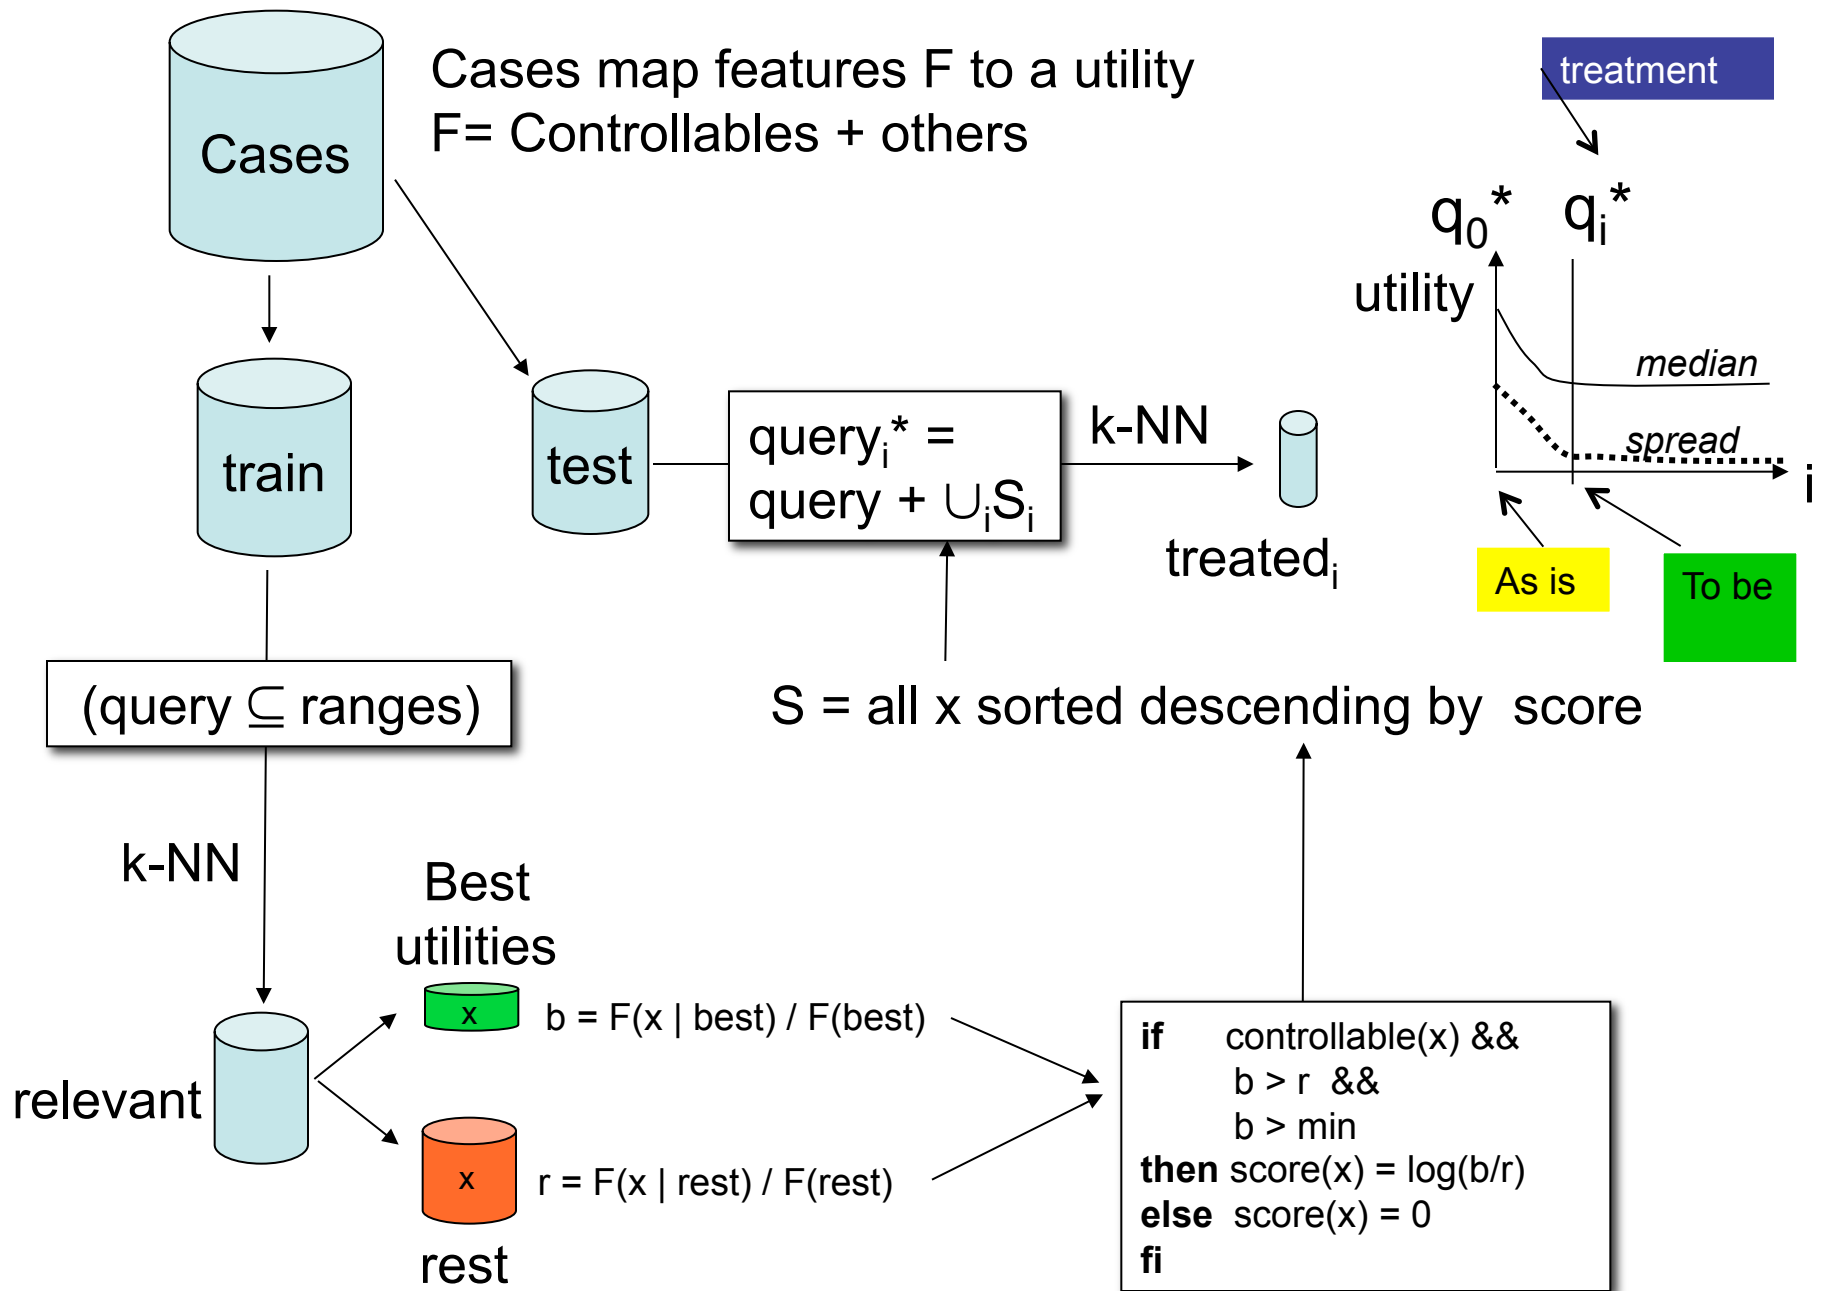 Cases map features F to a utility
F= Controllables + others
Cases
treatment
q₀* qᵢ*
utility
median
spread
i
As is
To be
train
test
queryᵢ* =
query + ∪ᵢSᵢ
k-NN
treatedᵢ
(query ⊆ ranges)
S = all x sorted descending by score
k-NN
Best
utilities
x
b = F(x | best) / F(best)
relevant
x
r = F(x | rest) / F(rest)
rest
if controllable(x) &&
b > r &&
b > min
then score(x) = log(b/r)
else score(x) = 0
fi